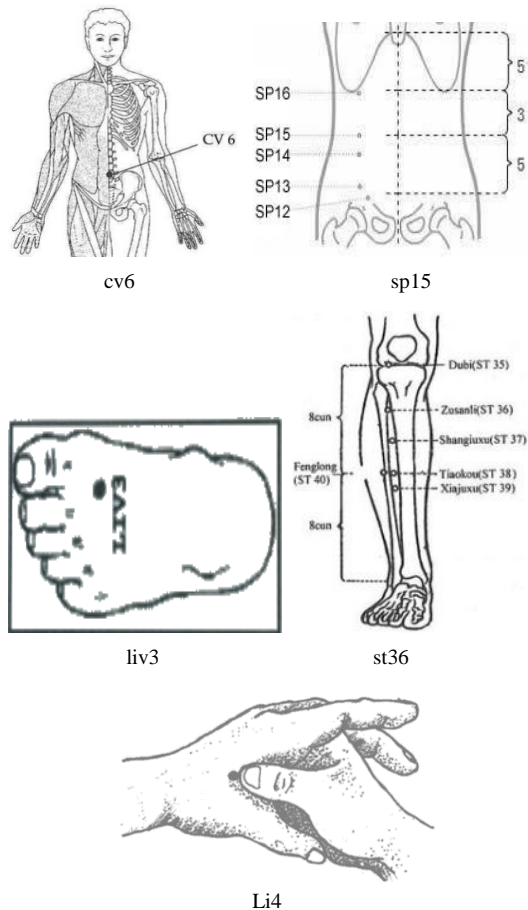 CV 6
cv6
5
SP16
3
SP15
SP14
5
SP13
SP12
sp15
LIV3
liv3
Dubi(ST 35)
8cun
Zusanli(ST 36)
Shangjuxu(ST 37)
Fenglong
(ST 40)
Tiaokou(ST 38)
Xiajuxu(ST 39)
8cun
st36
Li4